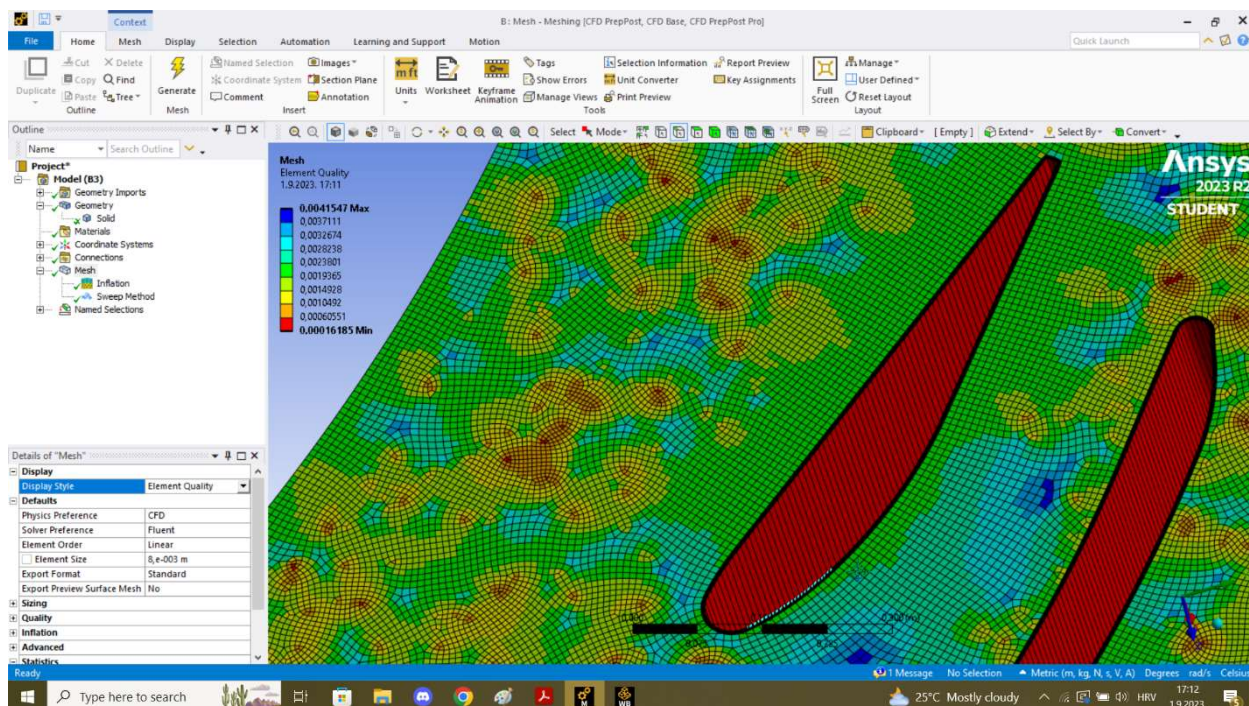 Context
B : Mesh - Meshing [CFD PrepPost, CFD Base, CFD PrepPost Pro]
File Home Mesh Display Selection Automation Learning and Support Motion
Quick Launch
Duplicate
Cut
Copy
Paste
Delete
Find
Tree
Outline
Generate
Mesh
Named Selection
Coordinate System
Comment
Images
Section Plane
Annotation
Insert
Units
Worksheet
Keyframe
Animation
Tags
Show Errors
Manage Views
Selection Information
Unit Converter
Print Preview
Report Preview
Key Assignments
Tools
Full
Screen
Manage
User Defined
Reset Layout
Layout
Outline
Name Search Outline
Select Mode Clipboard [ Empty ] Extend Select By Convert
Project*
Model (B3)
Geometry Imports
Geometry
Solid
Materials
Coordinate Systems
Connections
Mesh
Inflation
Sweep Method
Named Selections
Mesh
Element Quality
1.9.2023. 17:11
0,0041547 Max
0,0037111
0,0032674
0,0028238
0,0023801
0,0019365
0,0014928
0,0010492
0,00060551
0,00016185 Min
Ansys
2023 R2
STUDENT
Details of "Mesh"
Display
Display Style Element Quality
Defaults
Physics Preference CFD
Solver Preference Fluent
Element Order Linear
Element Size 8,e-003 m
Export Format Standard
Export Preview Surface Mesh No
Sizing
Quality
Inflation
Advanced
Statistics
Ready
1 Message No Selection Metric (m, kg, N, s, V, A) Degrees rad/s Celsius
Type here to search
25°C Mostly cloudy
HRV
17:12
1.9.2023